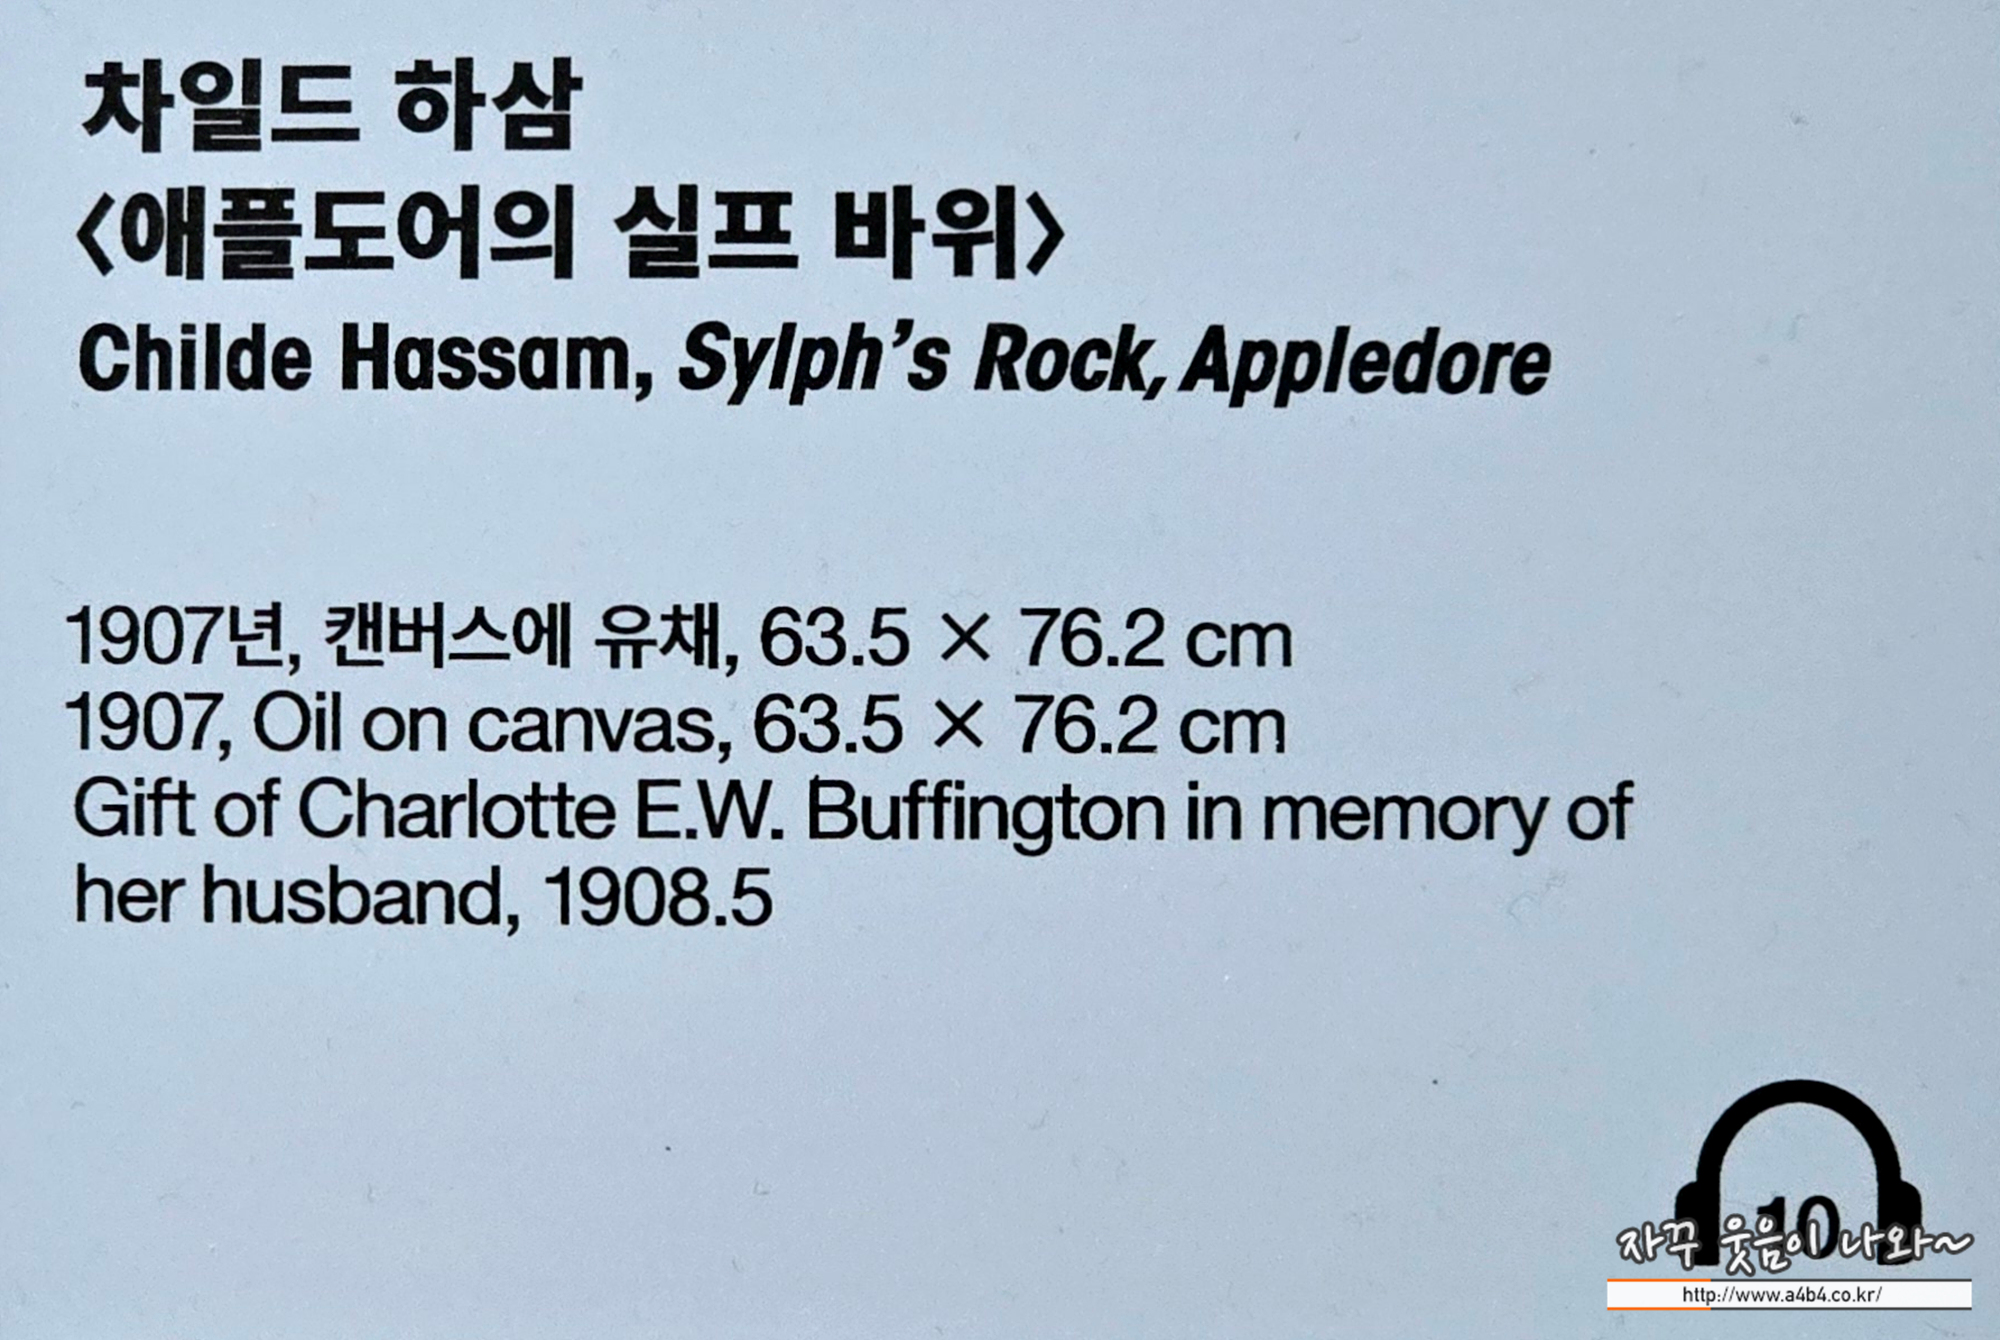 차일드 하삼
〈애플도어의 실프 바위〉
Childe Hassam, Sylph’s Rock, Appledore
1907년, 캔버스에 유채, 63.5 × 76.2 cm
1907, Oil on canvas, 63.5 × 76.2 cm
Gift of Charlotte E.W. Buffington in memory of
her husband, 1908.5
10
자꾸 웃음이 나와~
http://www.a4b4.co.kr/